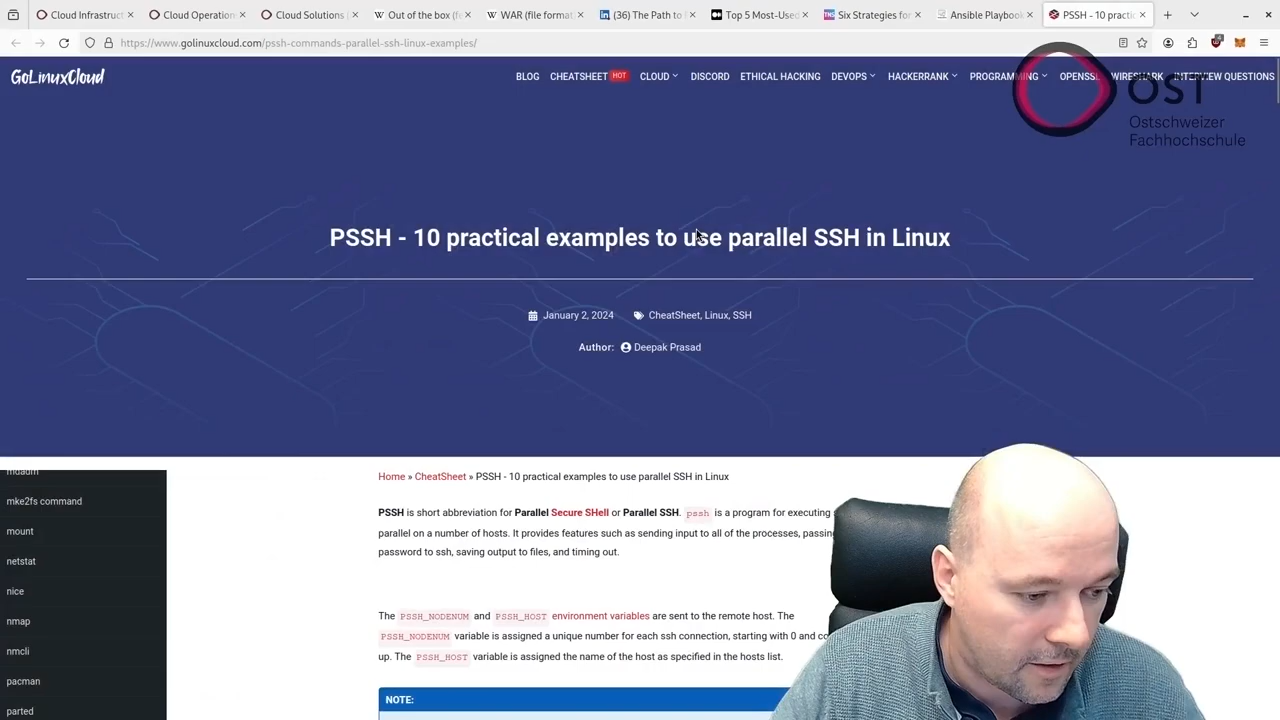 Cloud Infrastruct
Cloud Operation
Cloud Solutions |
Out of the box (fe
WAR (file format)
(36) The Path to
Top 5 Most-Used
Six Strategies for
Ansible Playbook
PSSH - 10 practic
https://www.golinuxcloud.com/pssh-commands-parallel-ssh-linux-examples/
GoLinuxCloud
BLOG
CHEATSHEET HOT
CLOUD
DISCORD
ETHICAL HACKING
DEVOPS
HACKERRANK
PROGRAMMING
OPENSSL
WIRESHARK
INTERVIEW QUESTIONS
OST
Ostschweizer
Fachhochschule
PSSH - 10 practical examples to use parallel SSH in Linux
January 2, 2024
CheatSheet, Linux, SSH
Author: Deepak Prasad
mdadm
mke2fs command
mount
netstat
nice
nmap
nmcli
pacman
parted
Home » CheatSheet » PSSH - 10 practical examples to use parallel SSH in Linux
PSSH is short abbreviation for Parallel Secure SHell or Parallel SSH. pssh is a program for executing
parallel on a number of hosts. It provides features such as sending input to all of the processes, passing
password to ssh, saving output to files, and timing out.
The PSSH_NODENUM and PSSH_HOST environment variables are sent to the remote host. The
PSSH_NODENUM variable is assigned a unique number for each ssh connection, starting with 0 and co
up. The PSSH_HOST variable is assigned the name of the host as specified in the hosts list.
NOTE: